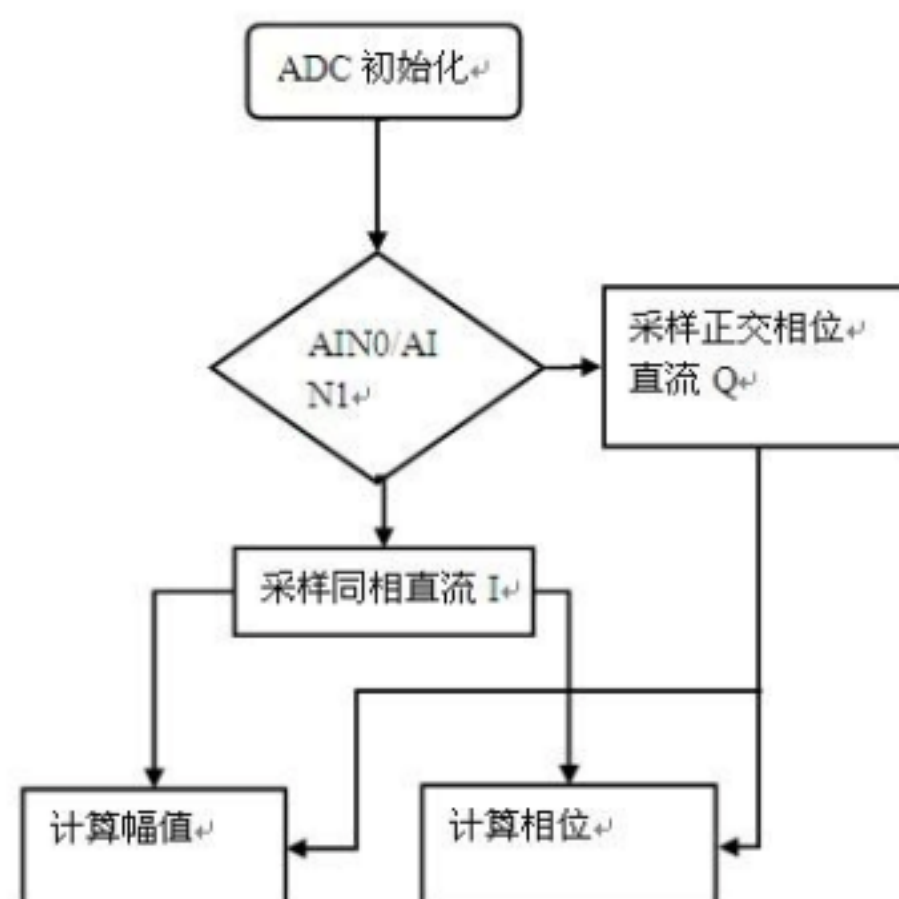 ADC 初始化↵
AIN0/AI
N1↵
采样正交相位↵
直流 Q↵
采样同相直流 I↵
计算幅值↵
计算相位↵